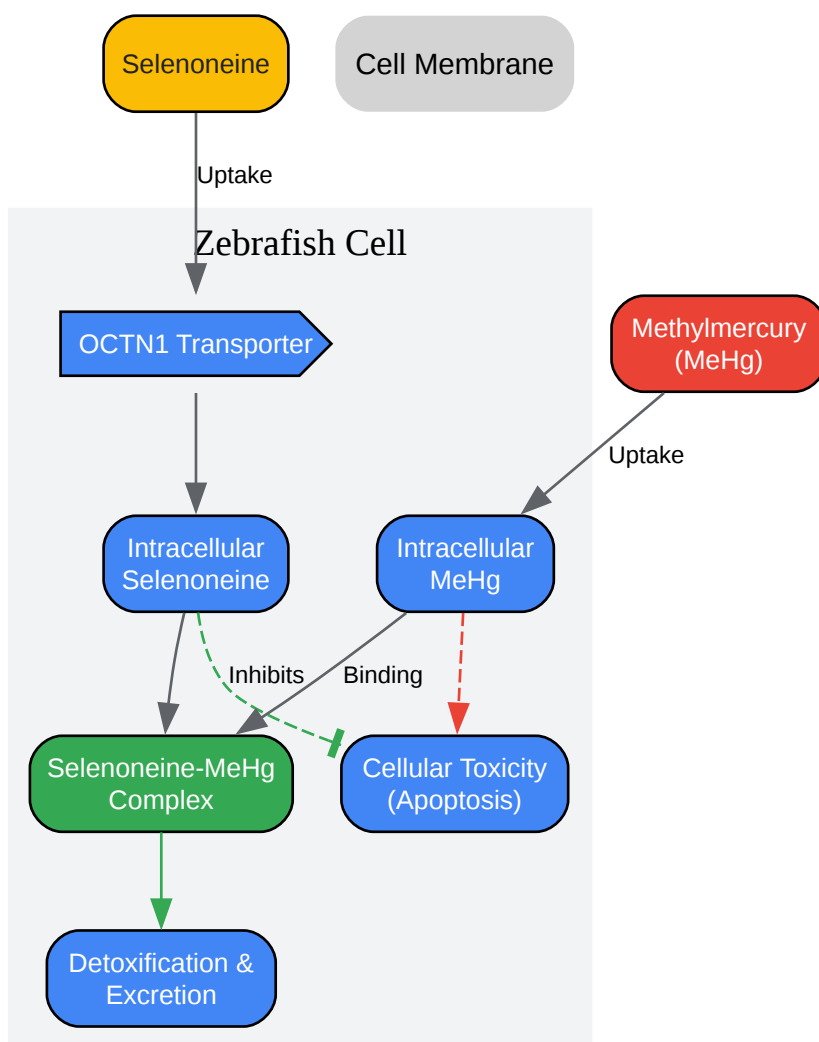 Selenoneine
Cell Membrane
Uptake
Zebrafish Cell
OCTN1 Transporter
Methylmercury
(MeHg)
Uptake
Intracellular
Selenoneine
Intracellular
MeHg
Inhibits
Binding
Selenoneine-MeHg
Complex
Cellular Toxicity
(Apoptosis)
Detoxification &
Excretion